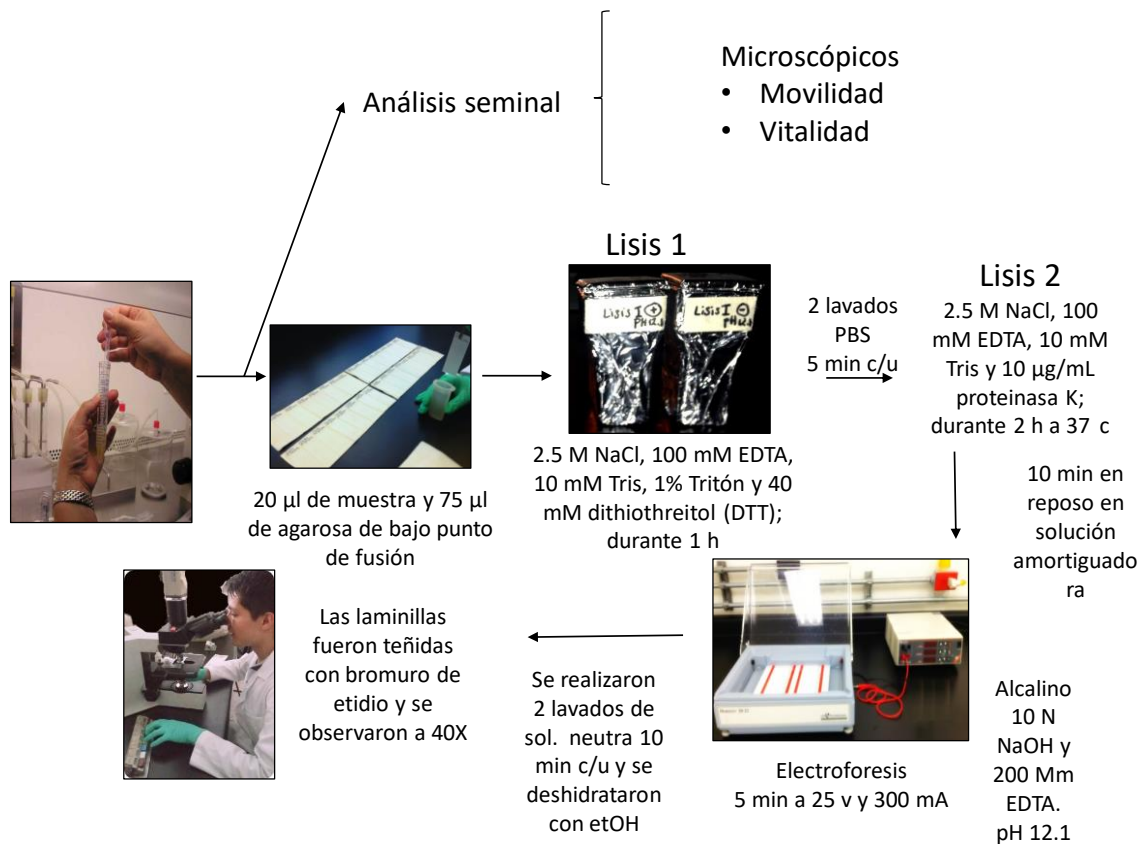 Análisis seminal
Microscópicos
• Movilidad
• Vitalidad
Lisis 1
Lisis I +
PH12.1
Lisis I -
2.5 M NaCl, 100 mM EDTA,
10 mM Tris, 1% Tritón y 40
mM dithiothreitol (DTT);
durante 1 h
2 lavados
PBS
5 min c/u
Lisis 2
2.5 M NaCl, 100
mM EDTA, 10 mM
Tris y 10 µg/mL
proteinasa K;
durante 2 h a 37 c
20 µl de muestra y 75 µl
de agarosa de bajo punto
de fusión
10 min en
reposo en
solución
amortiguado
ra
Alcalino
10 N
NaOH y
200 Mm
EDTA.
pH 12.1
Electroforesis
5 min a 25 v y 300 mA
Se realizaron
2 lavados de
sol. neutra 10
min c/u y se
deshidrataron
con etOH
Las laminillas
fueron teñidas
con bromuro de
etidio y se
observaron a 40X